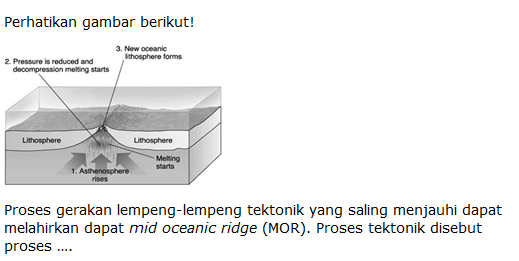 Perhatikan gambar berikut!
3. New oceanic
lithosphere forms
2. Pressure is reduced and
decompression melting starts
Lithosphere
Lithosphere
Melting
starts
1. Asthenosphere
rises
Proses gerakan lempeng-lempeng tektonik yang saling menjauhi dapat
melahirkan dapat mid oceanic ridge (MOR). Proses tektonik disebut
proses ....